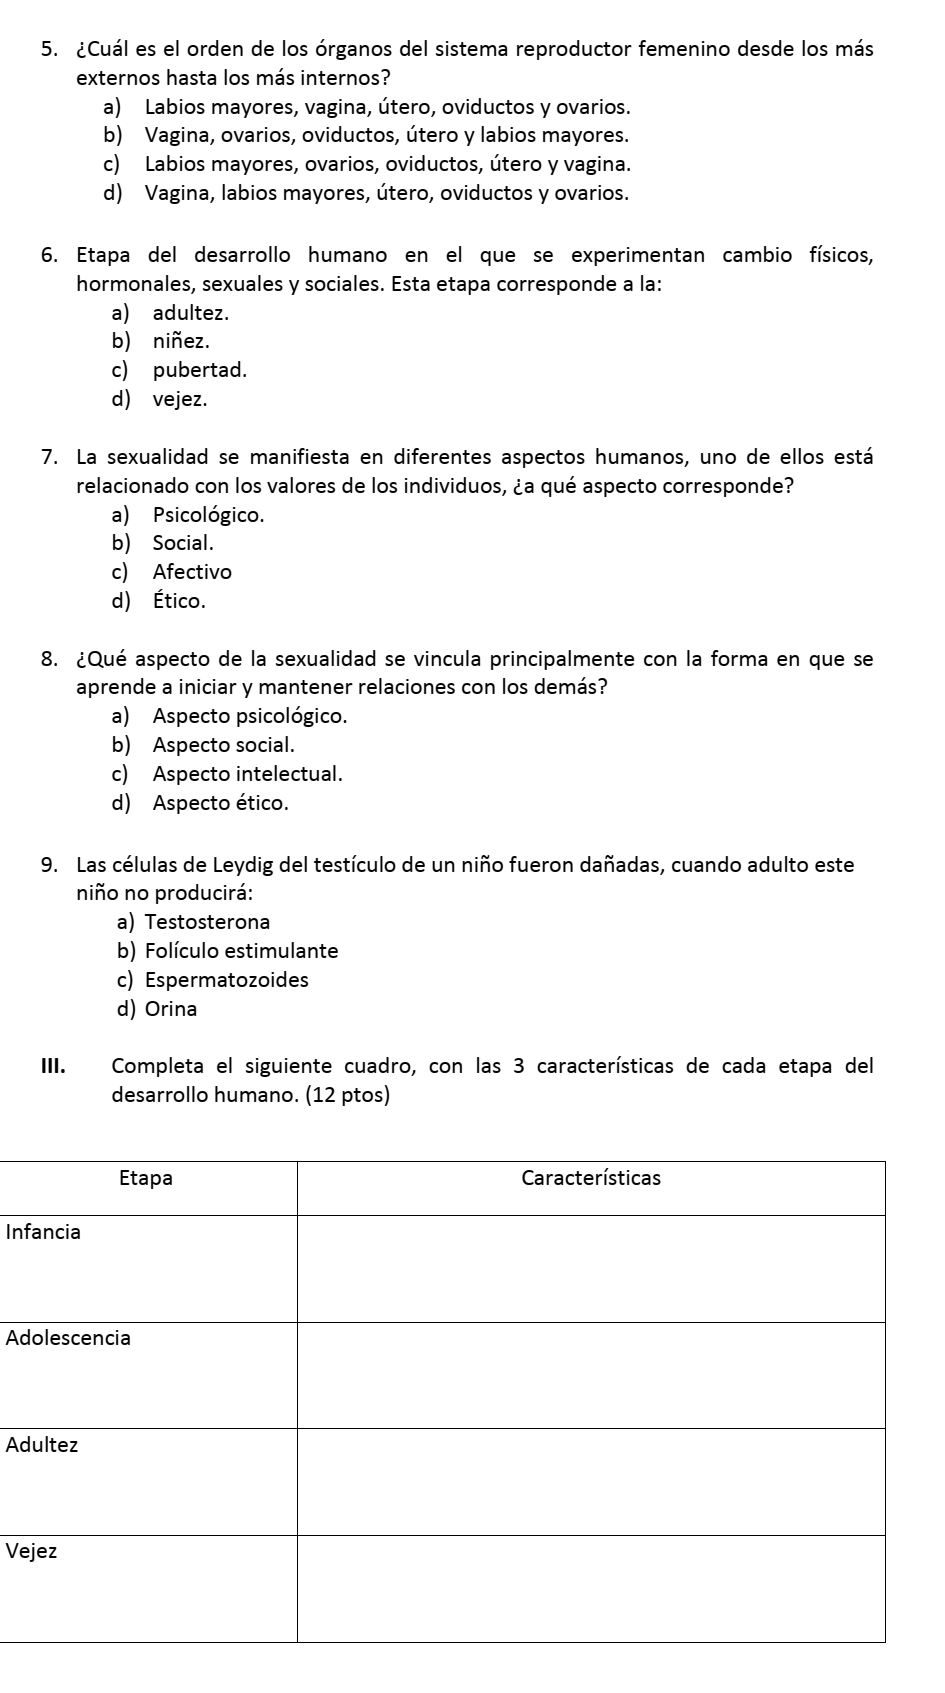 5. ¿Cuál es el orden de los órganos del sistema reproductor femenino desde los más
externos hasta los más internos?
a) Labios mayores, vagina, útero, oviductos y ovarios.
b) Vagina, ovarios, oviductos, útero y labios mayores.
c) Labios mayores, ovarios, oviductos, útero y vagina.
d) Vagina, labios mayores, útero, oviductos y ovarios.
6. Etapa del desarrollo humano en el que se experimentan cambio físicos,
hormonales, sexuales y sociales. Esta etapa corresponde a la:
a) adultez.
b) niñez.
c) pubertad.
d) vejez.
7. La sexualidad se manifiesta en diferentes aspectos humanos, uno de ellos está
relacionado con los valores de los individuos, ¿a qué aspecto corresponde?
a) Psicológico.
b) Social.
c) Afectivo
d) Ético.
8. ¿Qué aspecto de la sexualidad se vincula principalmente con la forma en que se
aprende a iniciar y mantener relaciones con los demás?
a) Aspecto psicológico.
b) Aspecto social.
c) Aspecto intelectual.
d) Aspecto ético.
9. Las células de Leydig del testículo de un niño fueron dañadas, cuando adulto este
niño no producirá:
a) Testosterona
b) Folículo estimulante
c) Espermatozoides
d) Orina
III. Completa el siguiente cuadro, con las 3 características de cada etapa del
desarrollo humano. (12 ptos)
Etapa Características
Infancia
Adolescencia
Adultez
Vejez